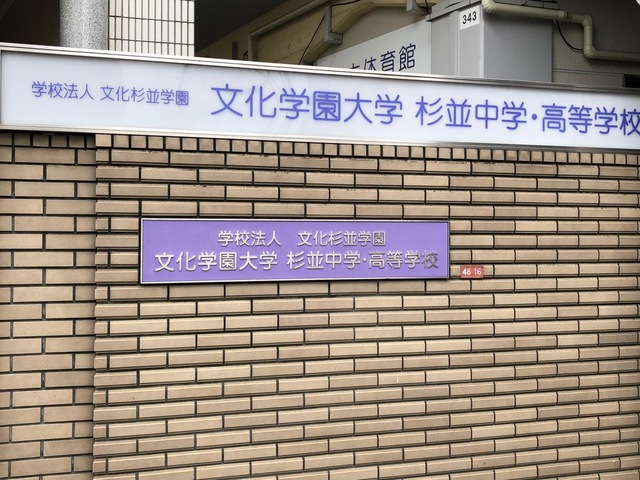 343
体育館
学校法人 文化杉並学園 文化学園大学 杉並中学・高等学校
学校法人 文化杉並学園
文化学園大学 杉並中学・高等学校
46-16